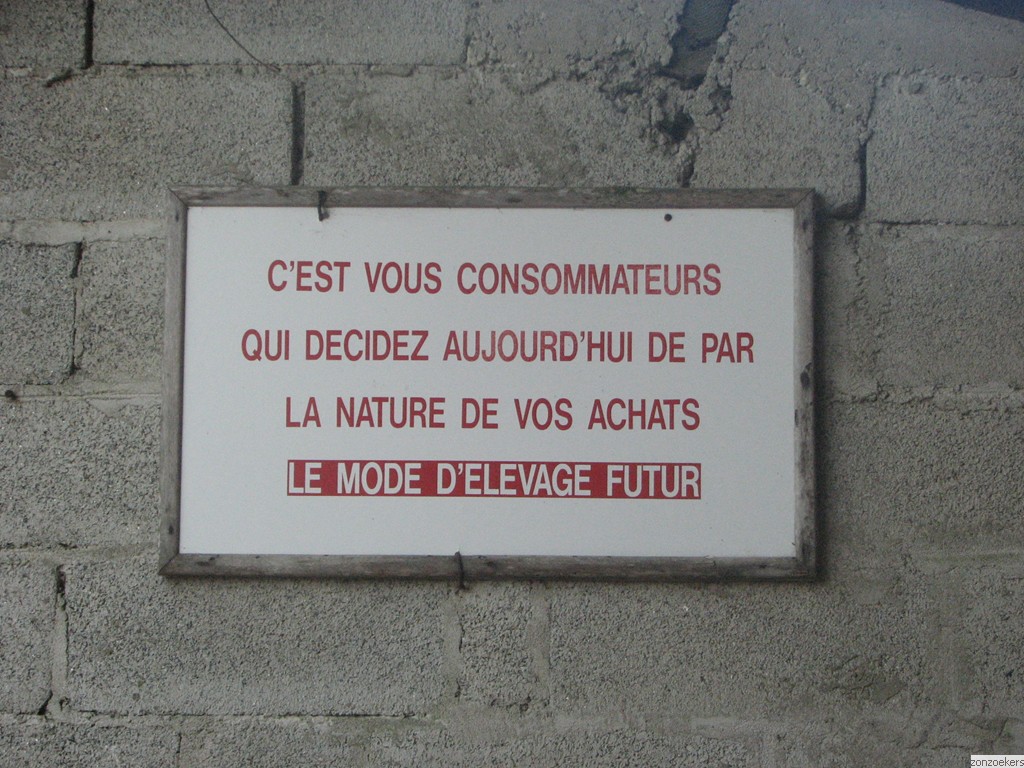 C'EST VOUS CONSOMMATEURS
QUI DECIDEZ AUJOURD'HUI DE PAR
LA NATURE DE VOS ACHATS
LE MODE D'ELEVAGE FUTUR
zonzoekers